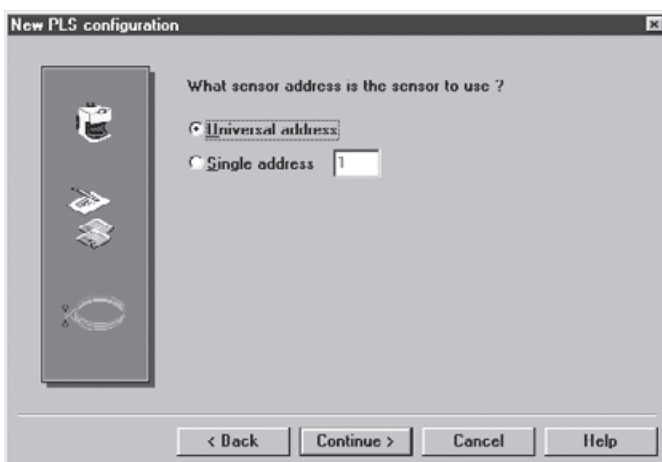 New PLS configuration
What sensor address is the sensor to use ?
Universal address
Single address 1
< Back Continue > Cancel Help